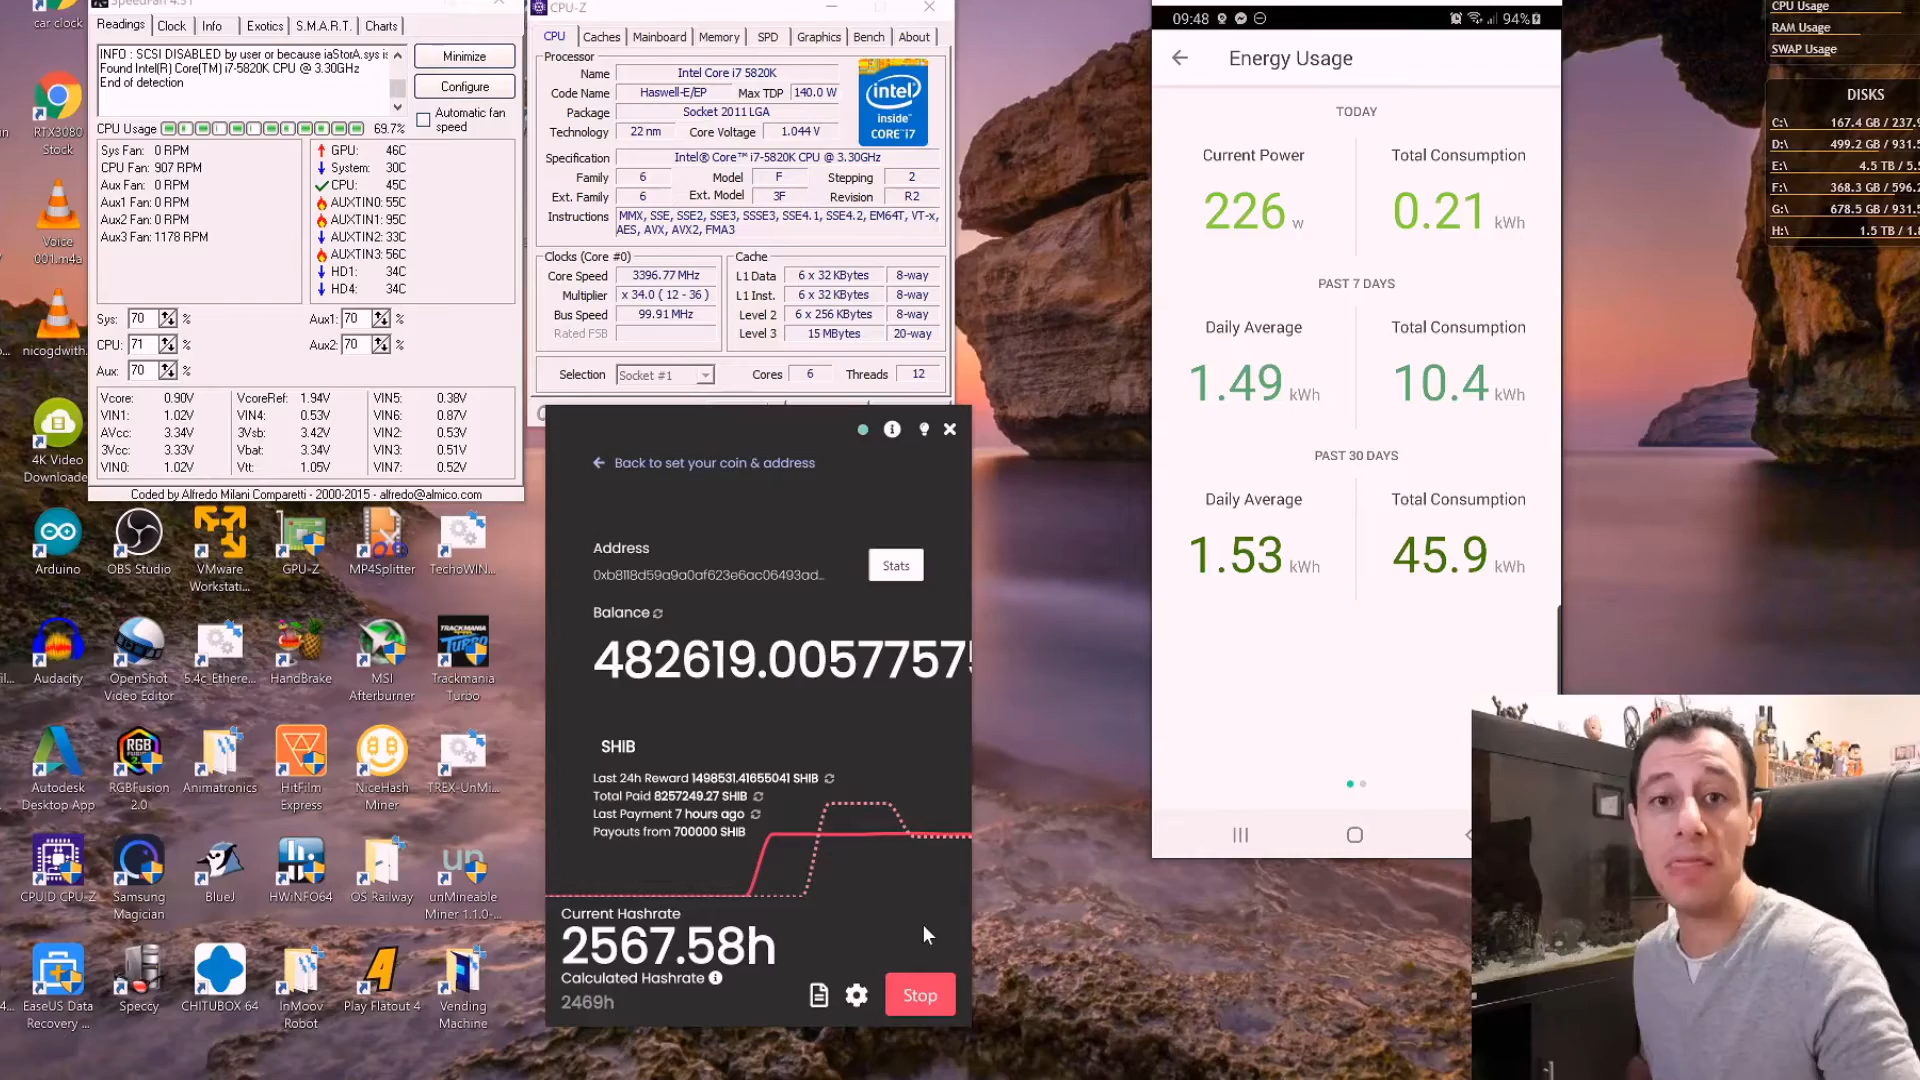 car clock
RTX3080
Stock
Voice
001.m4a
nicogdwith...
4K Video
Downloade...
Readings
Clock
Info
Exotics
S.M.A.R.T.
Charts
INFO : SCSI DISABLED by user or because iaStorA.sys is
Found Intel(R) Core(TM) i7-5820K CPU @ 3.30GHz
End of detection
Minimize
Configure
Automatic fan
speed
CPU Usage
69.7%
Sys Fan: 0 RPM
CPU Fan: 907 RPM
Aux Fan: 0 RPM
Aux1 Fan: 0 RPM
Aux2 Fan: 0 RPM
Aux3 Fan: 1178 RPM
GPU: 46C
System: 30C
CPU: 45C
AUXTIN0: 55C
AUXTIN1: 95C
AUXTIN2: 33C
AUXTIN3: 56C
HD1: 34C
HD4: 34C
Sys: 70 %
Aux1: 70 %
CPU: 71 %
Aux2: 70 %
Aux: 70 %
Vcore: 0.90V VcoreRef: 1.94V VIN5: 0.38V
VIN1: 1.02V VIN4: 0.53V VIN6: 0.87V
AVcc: 3.34V 3Vsb: 3.42V VIN2: 0.53V
3Vcc: 3.33V Vbat: 3.34V VIN3: 0.51V
VIN0: 1.02V Vtt: 1.05V VIN7: 0.52V
Coded by Alfredo Milani Comparetti - 2000-2015 - alfredo@almico.com
CPU-Z
CPU
Caches
Mainboard
Memory
SPD
Graphics
Bench
About
Processor
Name Intel Core i7 5820K
Code Name Haswell-E/EP Max TDP 140.0 W
Package Socket 2011 LGA
Technology 22 nm Core Voltage 1.044 V
intel
inside™
CORE™ i7
Specification Intel® Core™ i7-5820K CPU @ 3.30GHz
Family 6 Model F Stepping 2
Ext. Family 6 Ext. Model 3F Revision R2
Instructions MMX, SSE, SSE2, SSE3, SSSE3, SSE4.1, SSE4.2, EM64T, VT-x,
AES, AVX, AVX2, FMA3
Clocks (Core #0)
Core Speed 3396.77 MHz
Multiplier x 34.0 ( 12 - 36 )
Bus Speed 99.91 MHz
Rated FSB
Cache
L1 Data 6 x 32 KBytes 8-way
L1 Inst. 6 x 32 KBytes 8-way
Level 2 6 x 256 KBytes 8-way
Level 3 15 MBytes 20-way
Selection Socket #1 Cores 6 Threads 12
Back to set your coin & address
Address
0xb8118d59a9a0af623e6ac06493ad...
Stats
Balance
482619.0057757
SHIB
Last 24h Reward 1498531.41655041 SHIB
Total Paid 8257249.27 SHIB
Last Payment 7 hours ago
Payouts from 700000 SHIB
Current Hashrate
2567.58h
Calculated Hashrate
2469h
Stop
09:48
94%
Energy Usage
TODAY
Current Power Total Consumption
226 w 0.21 kWh
PAST 7 DAYS
Daily Average Total Consumption
1.49 kWh 10.4 kWh
PAST 30 DAYS
Daily Average Total Consumption
1.53 kWh 45.9 kWh
CPU Usage
RAM Usage
SWAP Usage
DISKS
C:\ 167.4 GB / 237.9
D:\ 499.2 GB / 931.5
E:\ 4.5 TB / 5.5
F:\ 368.3 GB / 596.2
G:\ 678.5 GB / 931.5
H:\ 1.5 TB / 1.8
Arduino
OBS Studio
VMware
Workstati...
GPU-Z
MP4Splitter
TechoWIN...
Audacity
OpenShot
Video Editor
5.4c_Ethere...
HandBrake
MSI
Afterburner
TRACKMANIA
TURBO
Trackmania
Turbo
Autodesk
Desktop App
RGB
RGBFusion
2.0
Animatronics
HitFilm
Express
NiceHash
Miner
TREX-UnMi...
CPUID CPU-Z
Samsung
Magician
BlueJ
HWiNFO64
OS Railway
un
unMineable
Miner 1.1.0-...
EaseUS Data
Recovery ...
Speccy
CHITUBOX 64
InMoov
Robot
Play Flatout 4
Vending
Machine